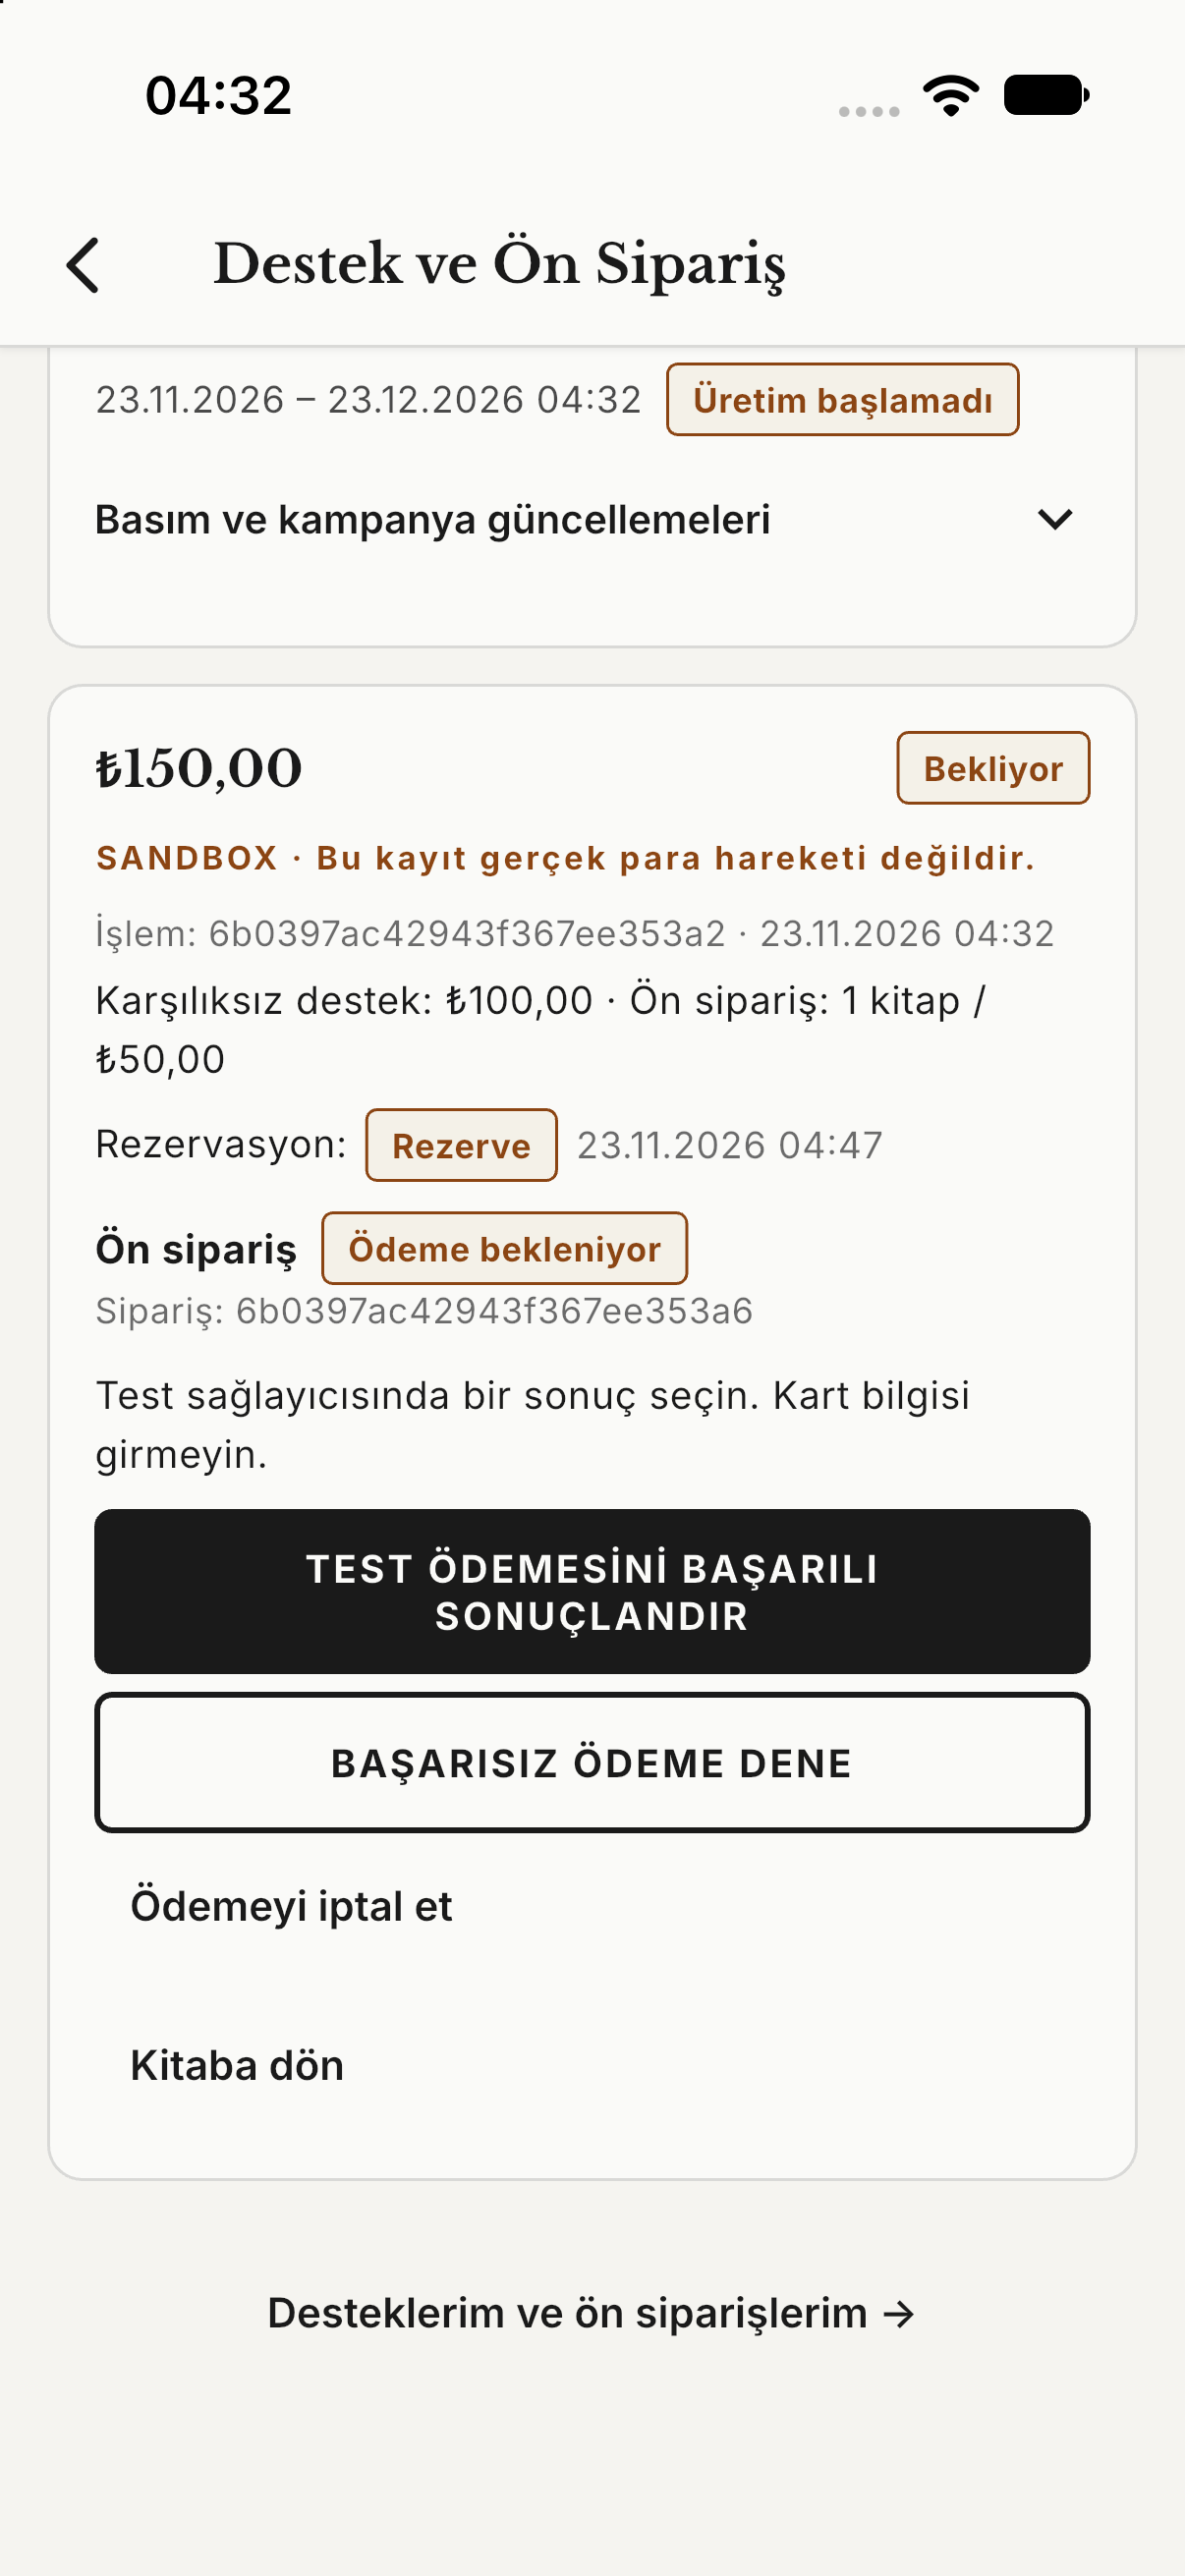 04:32
Destek ve Ön Sipariş
23.11.2026 – 23.12.2026 04:32 Üretim başlamadı
Basım ve kampanya güncellemeleri
₺150,00 Bekliyor
SANDBOX · Bu kayıt gerçek para hareketi değildir.
İşlem: 6b0397ac42943f367ee353a2 · 23.11.2026 04:32
Karşılıksız destek: ₺100,00 · Ön sipariş: 1 kitap /
₺50,00
Rezervasyon: Rezerve 23.11.2026 04:47
Ön sipariş Ödeme bekleniyor
Sipariş: 6b0397ac42943f367ee353a6
Test sağlayıcısında bir sonuç seçin. Kart bilgisi
girmeyin.
TEST ÖDEMESİNİ BAŞARILI
SONUÇLANDIR
BAŞARISIZ ÖDEME DENE
Ödemeyi iptal et
Kitaba dön
Desteklerim ve ön siparişlerim →